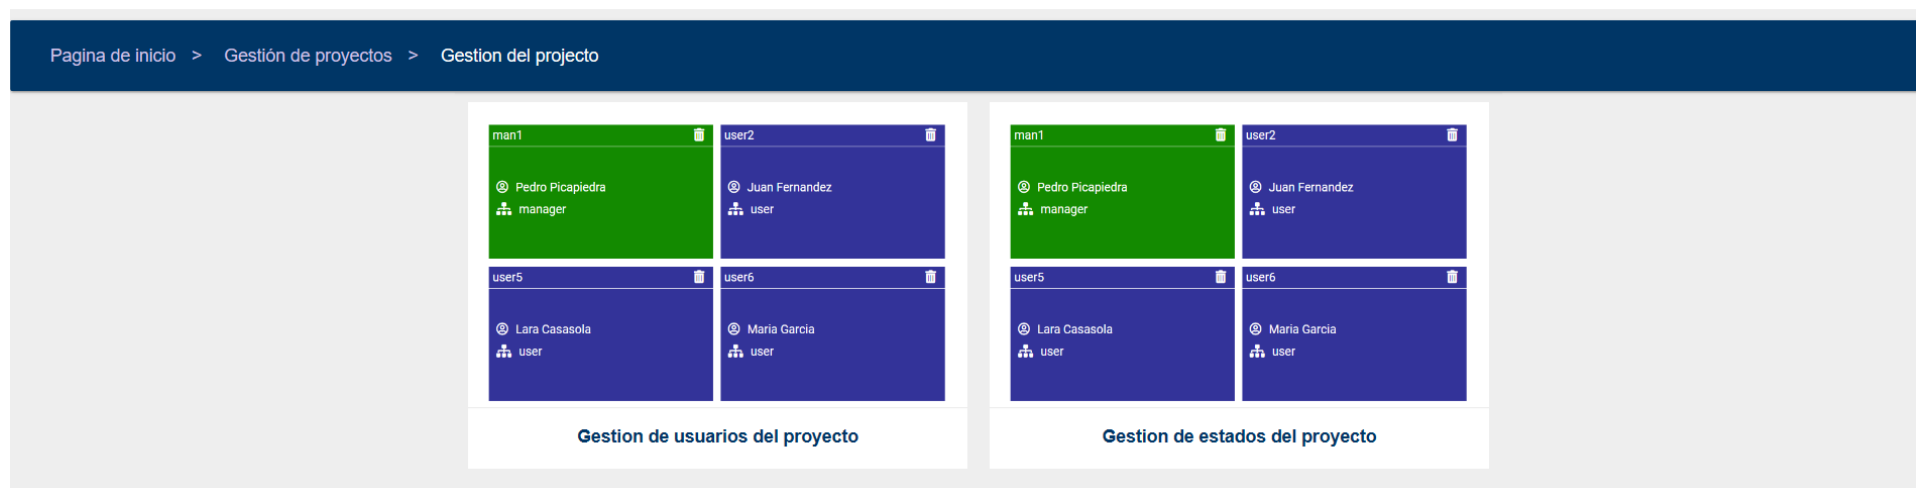 Pagina de inicio > Gestión de proyectos > Gestion del projecto
man1
Pedro Picapiedra
manager
user2
Juan Fernandez
user
user5
Lara Casasola
user
user6
Maria Garcia
user
Gestion de usuarios del proyecto
man1
Pedro Picapiedra
manager
user2
Juan Fernandez
user
user5
Lara Casasola
user
user6
Maria Garcia
user
Gestion de estados del proyecto